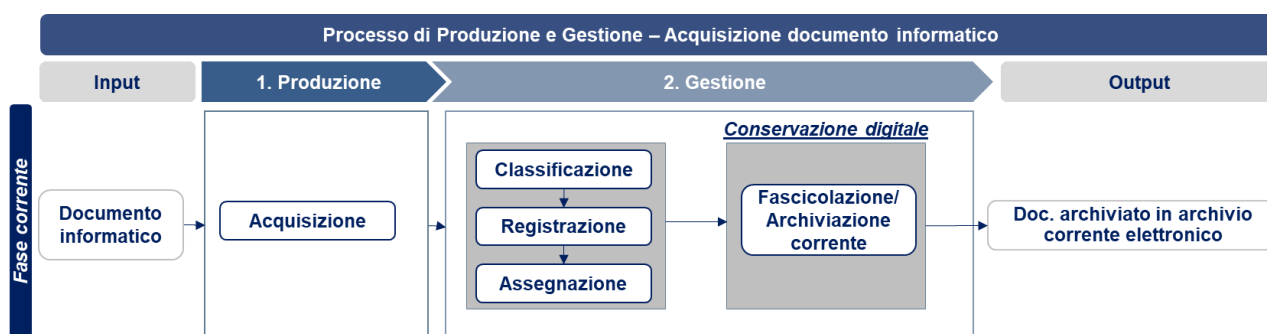 Processo di Produzione e Gestione – Acquisizione documento informatico
Input
1. Produzione
2. Gestione
Output
Fase corrente
Documento
informatico
Acquisizione
Classificazione
Registrazione
Assegnazione
Conservazione digitale
Fascicolazione/
Archiviazione
corrente
Doc. archiviato in archivio
corrente elettronico